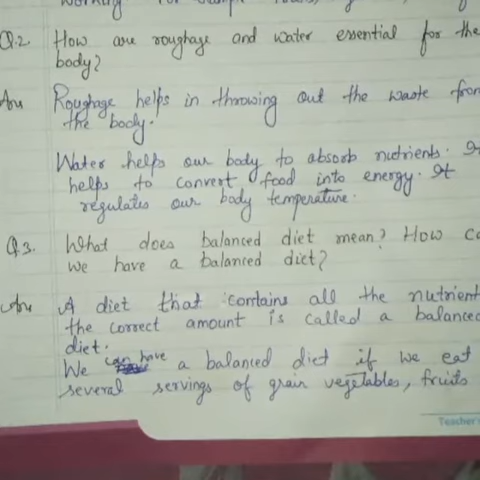 Q.2 How are roughage and water essential for the
body?
Ans Roughage helps in throwing out the waste from
the body.
Water helps our body to absorb nutrients. It
helps to convert food into energy. It
regulates our body temperature.
Q3. What does balanced diet mean? How ca
we have a balanced diet?
Ans A diet that contains all the nutrient
the correct amount is called a balanced
diet.
We can have a balanced diet if we eat
several servings of grain vegetables, fruits
Teacher's